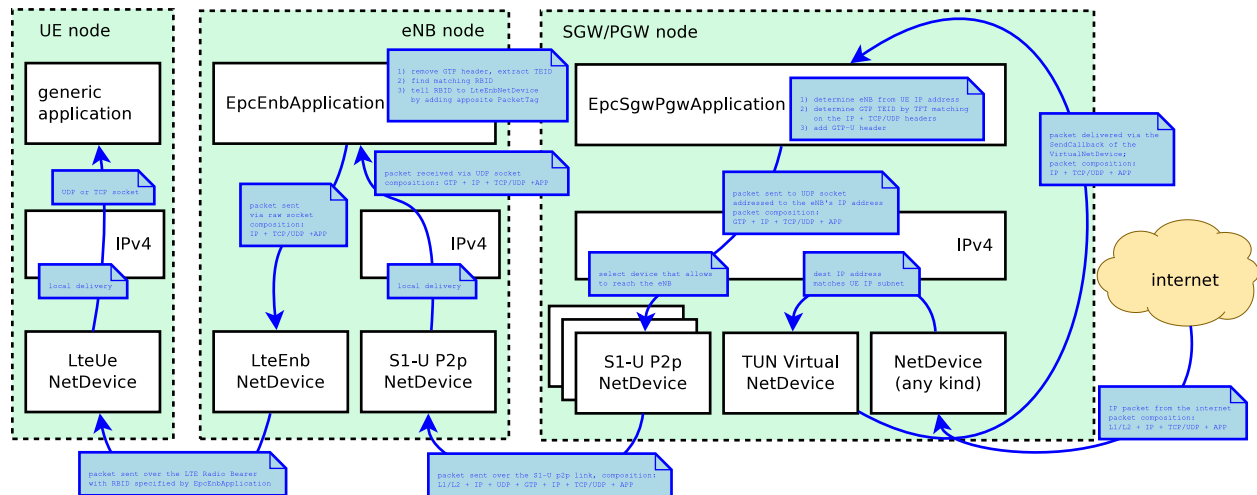 UE node
generic
application
UDP or TCP socket
IPv4
local delivery
LteUe
NetDevice
packet sent over the LTE Radio Bearer
with RBID specified by EpcEnbApplication
eNB node
EpcEnbApplication
1) remove GTP header, extract TEID
2) find matching RBID
3) tell RBID to LteEnbNetDevice
by adding apposite PacketTag
packet received via UDP socket
composition: GTP + IP + TCP/UDP +APP
packet sent
via raw socket
composition:
IP + TCP/UDP +APP
IPv4
local delivery
LteEnb
NetDevice
S1-U P2p
NetDevice
packet sent over the S1-U p2p link, composition:
L1/L2 + IP + UDP + GTP + IP + TCP/UDP + APP
SGW/PGW node
EpcSgwPgwApplication
1) determine eNB from UE IP address
2) determine GTP TEID by TFT matching
on the IP + TCP/UDP headers
3) add GTP-U header
packet sent to UDP socket
addressed to the eNB's IP address
packet composition:
GTP + IP + TCP/UDP + APP
IPv4
select device that allows
to reach the eNB
dest IP address
matches UE IP subnet
S1-U P2p
NetDevice
TUN Virtual
NetDevice
NetDevice
(any kind)
packet delivered via the
SendCallback of the
VirtualNetDevice;
packet composition:
IP + TCP/UDP + APP
internet
IP packet from the internet
packet composition:
L1/L2 + IP + TCP/UDP + APP